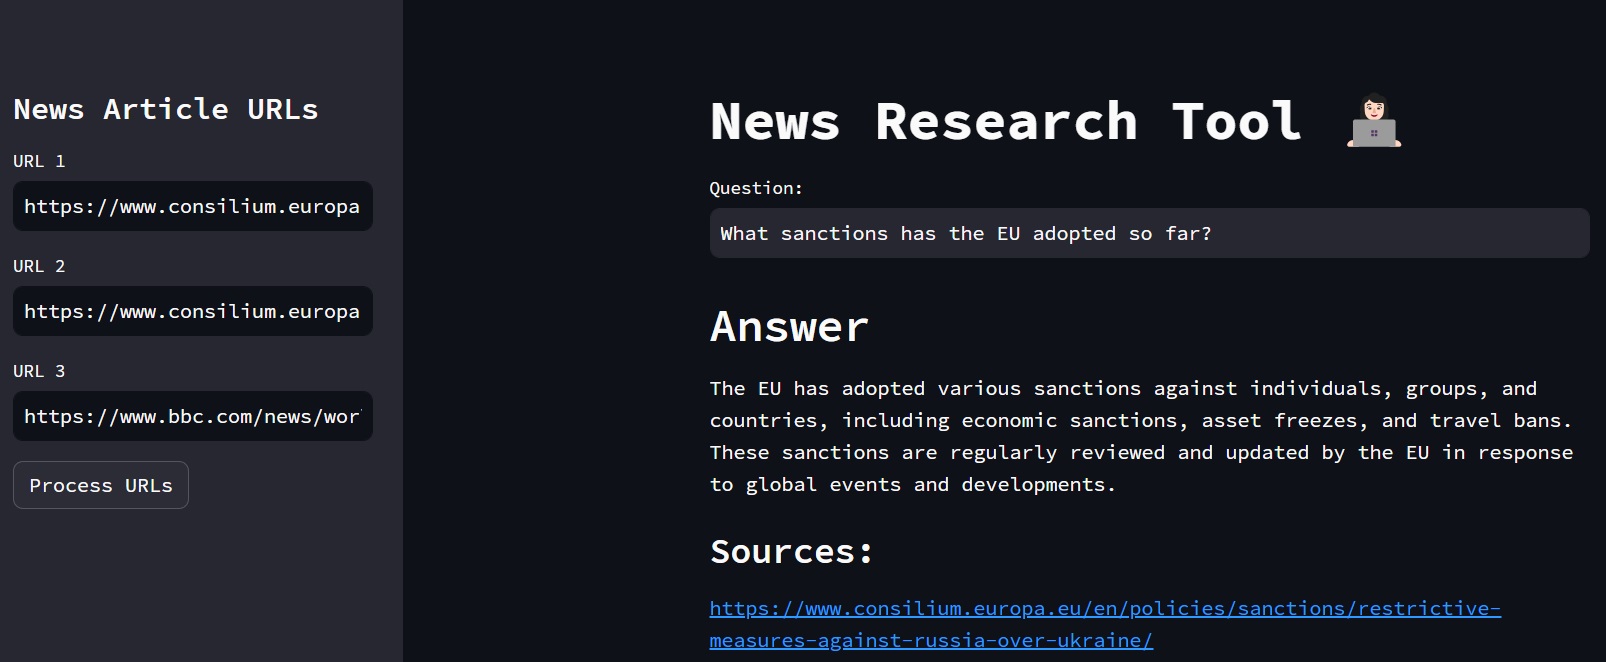 News Article URLs
URL 1
https://www.consilium.europa
URL 2
https://www.consilium.europa
URL 3
https://www.bbc.com/news/wor
Process URLs
News Research Tool
Question:
What sanctions has the EU adopted so far?
Answer
The EU has adopted various sanctions against individuals, groups, and
countries, including economic sanctions, asset freezes, and travel bans.
These sanctions are regularly reviewed and updated by the EU in response
to global events and developments.
Sources:
https://www.consilium.europa.eu/en/policies/sanctions/restrictive-
measures-against-russia-over-ukraine/